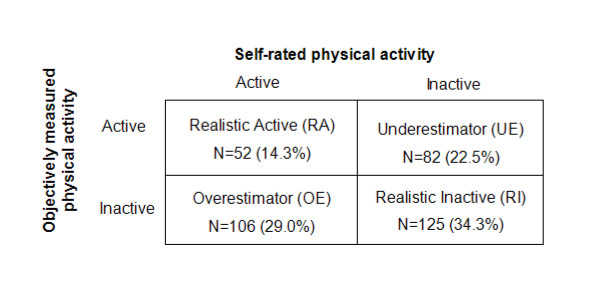 Self-rated physical activity
Active
Inactive
Objectively measured
physical activity
Active
Realistic Active (RA)
N=52 (14.3%)
Underestimator (UE)
N=82 (22.5%)
Inactive
Overestimator (OE)
N=106 (29.0%)
Realistic Inactive (RI)
N=125 (34.3%)